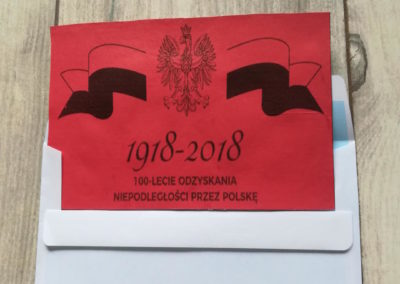 1918-2018
100-LECIE ODZYSKANIA
NIEPODLEGŁOŚCI PRZEZ POLSKĘ